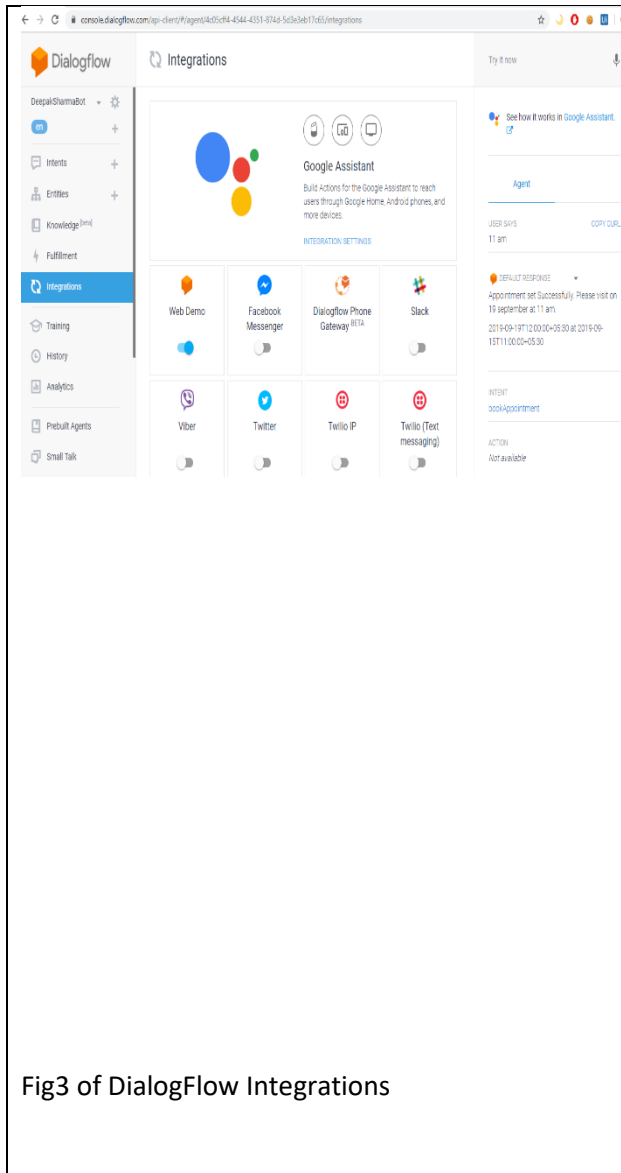 console.dialogflow.com/api-client/#/agent/4d05cff4-4544-4351-874d-5d3e3eb17c65/integrations
Dialogflow
DeepakSharmaBot
en
Intents
Entities
Knowledge [beta]
Fulfillment
Integrations
Training
History
Analytics
Prebuilt Agents
Small Talk
Integrations
Google Assistant
Build Actions for the Google Assistant to reach
users through Google Home, Android phones, and
more devices.
INTEGRATION SETTINGS
Web Demo
Facebook
Messenger
Dialogflow Phone
Gateway BETA
Slack
Viber
Twitter
Twilio IP
Twilio (Text
messaging)
Try it now
See how it works in Google Assistant.
Agent
USER SAYS COPY CURL
11 am
DEFAULT RESPONSE
Appointment set Successfully. Please visit on
19 september at 11 am.
2019-09-19T12:00:00+05:30 at 2019-09-
15T11:00:00+05:30
INTENT
bookAppointment
ACTION
Not available
Fig3 of DialogFlow Integrations